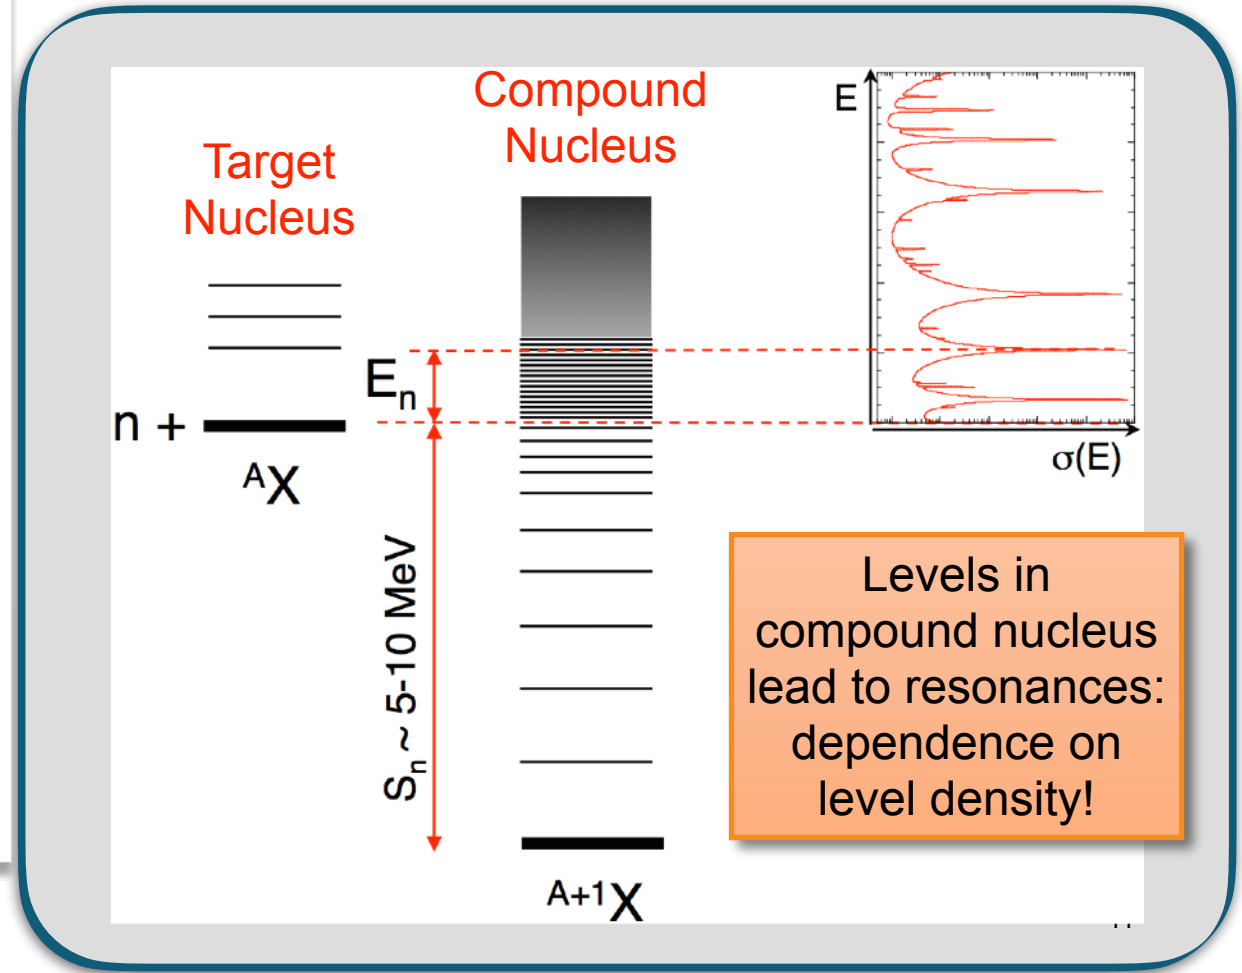 Compound
Nucleus
Target
Nucleus
E
Eₙ
n +
ᴬX
σ(E)
Sₙ ~ 5-10 MeV
Levels in
compound nucleus
lead to resonances:
dependence on
level density!
ᴬ⁺¹X